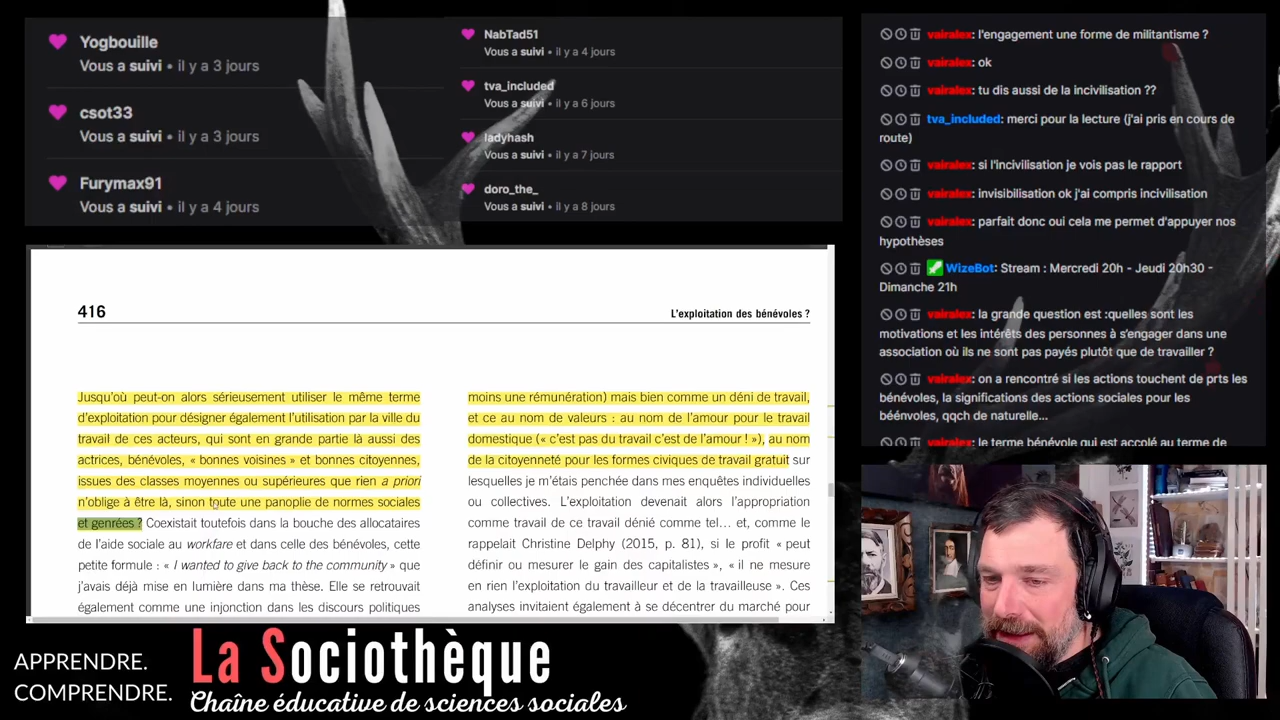 Yogbouille
Vous a suivi • il y a 3 jours
csot33
Vous a suivi • il y a 3 jours
Furymax91
Vous a suivi • il y a 4 jours
NabTad51
Vous a suivi • il y a 4 jours
tva_included
Vous a suivi • il y a 6 jours
ladyhash
Vous a suivi • il y a 7 jours
doro_the_
Vous a suivi • il y a 8 jours
vairalex: l'engagement une forme de militantisme ?
vairalex: ok
vairalex: tu dis aussi de la incivilisation ??
tva_included: merci pour la lecture (j'ai pris en cours de
route)
vairalex: si l'incivilisation je vois pas le rapport
vairalex: invisibilisation ok j'ai compris incivilisation
vairalex: parfait donc oui cela me permet d'appuyer nos
hypothèses
WizeBot: Stream : Mercredi 20h - Jeudi 20h30 -
Dimanche 21h
vairalex: la grande question est :quelles sont les
motivations et les intérêts des personnes à s'engager dans une
association où ils ne sont pas payés plutôt que de travailler ?
vairalex: on a rencontré si les actions touchent de prts les
bénévoles, la significations des actions sociales pour les
béénvoles, qqch de naturelle...
vairalex: le terme bénévole qui est accolé au terme de
416
L'exploitation des bénévoles ?
Jusqu'où peut-on alors sérieusement utiliser le même terme
d'exploitation pour désigner également l'utilisation par la ville du
travail de ces acteurs, qui sont en grande partie là aussi des
actrices, bénévoles, « bonnes voisines » et bonnes citoyennes,
issues des classes moyennes ou supérieures que rien a priori
n'oblige à être là, sinon toute une panoplie de normes sociales
et genrées ? Coexistait toutefois dans la bouche des allocataires
de l'aide sociale au workfare et dans celle des bénévoles, cette
petite formule : « I wanted to give back to the community » que
j'avais déjà mise en lumière dans ma thèse. Elle se retrouvait
également comme une injonction dans les discours politiques
moins une rémunération) mais bien comme un déni de travail,
et ce au nom de valeurs : au nom de l'amour pour le travail
domestique (« c'est pas du travail c'est de l'amour ! »), au nom
de la citoyenneté pour les formes civiques de travail gratuit sur
lesquelles je m'étais penchée dans mes enquêtes individuelles
ou collectives. L'exploitation devenait alors l'appropriation
comme travail de ce travail dénié comme tel... et, comme le
rappelait Christine Delphy (2015, p. 81), si le profit « peut
définir ou mesurer le gain des capitalistes », « il ne mesure
en rien l'exploitation du travailleur et de la travailleuse ». Ces
analyses invitaient également à se décentrer du marché pour
APPRENDRE.
COMPRENDRE.
La Sociothèque
Chaîne éducative de sciences sociales